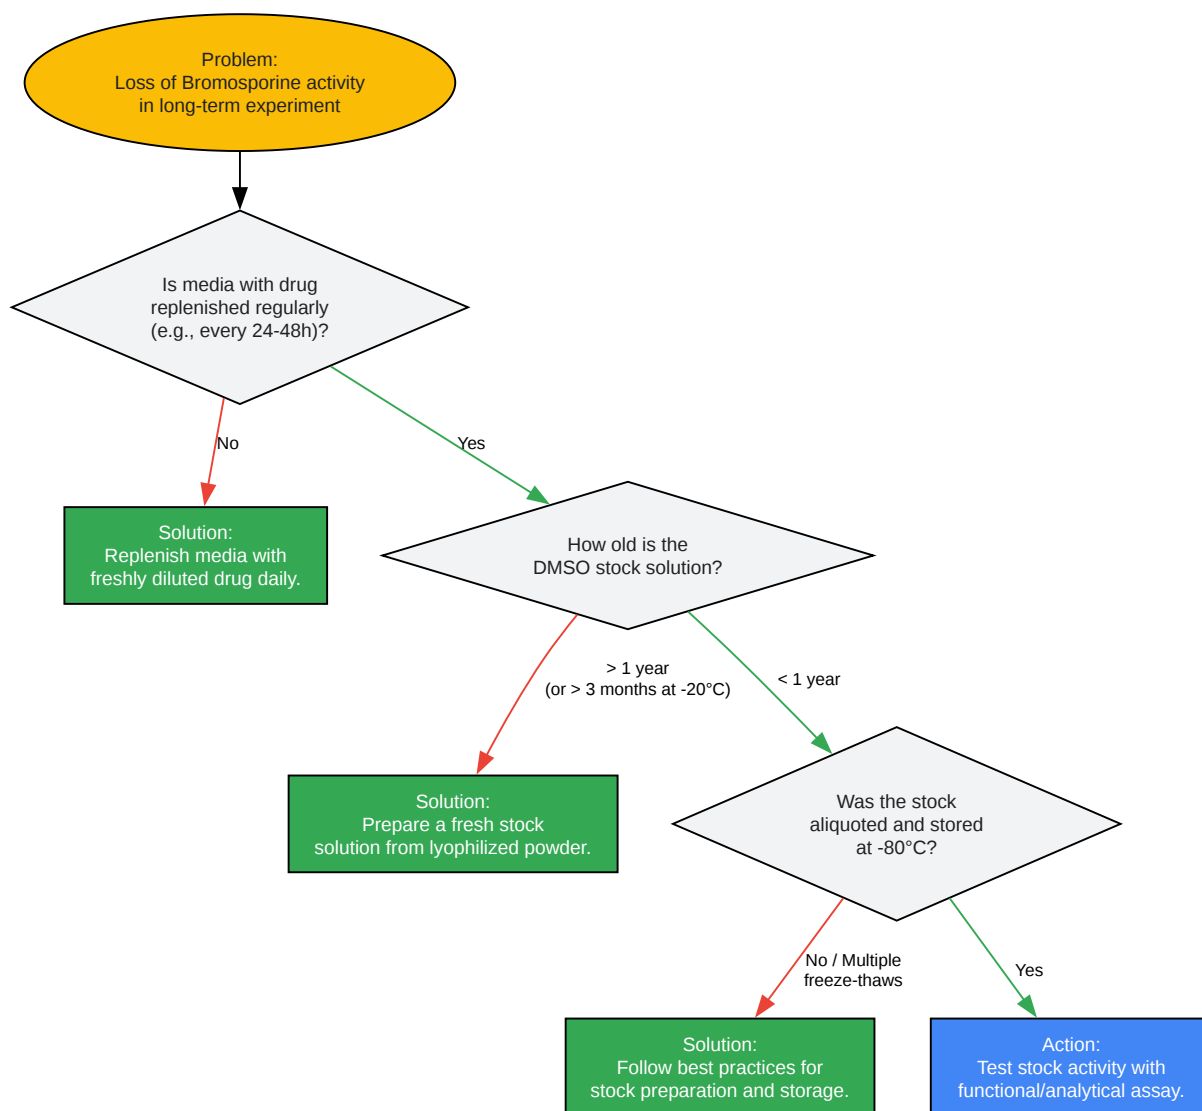 Problem:
Loss of Bromosporine activity
in long-term experiment
Is media with drug
replenished regularly
(e.g., every 24-48h)?
No
Yes
Solution:
Replenish media with
freshly diluted drug daily.
How old is the
DMSO stock solution?
> 1 year
(or > 3 months at -20°C)
< 1 year
Solution:
Prepare a fresh stock
solution from lyophilized powder.
Was the stock
aliquoted and stored
at -80°C?
No / Multiple
freeze-thaws
Yes
Solution:
Follow best practices for
stock preparation and storage.
Action:
Test stock activity with
functional/analytical assay.